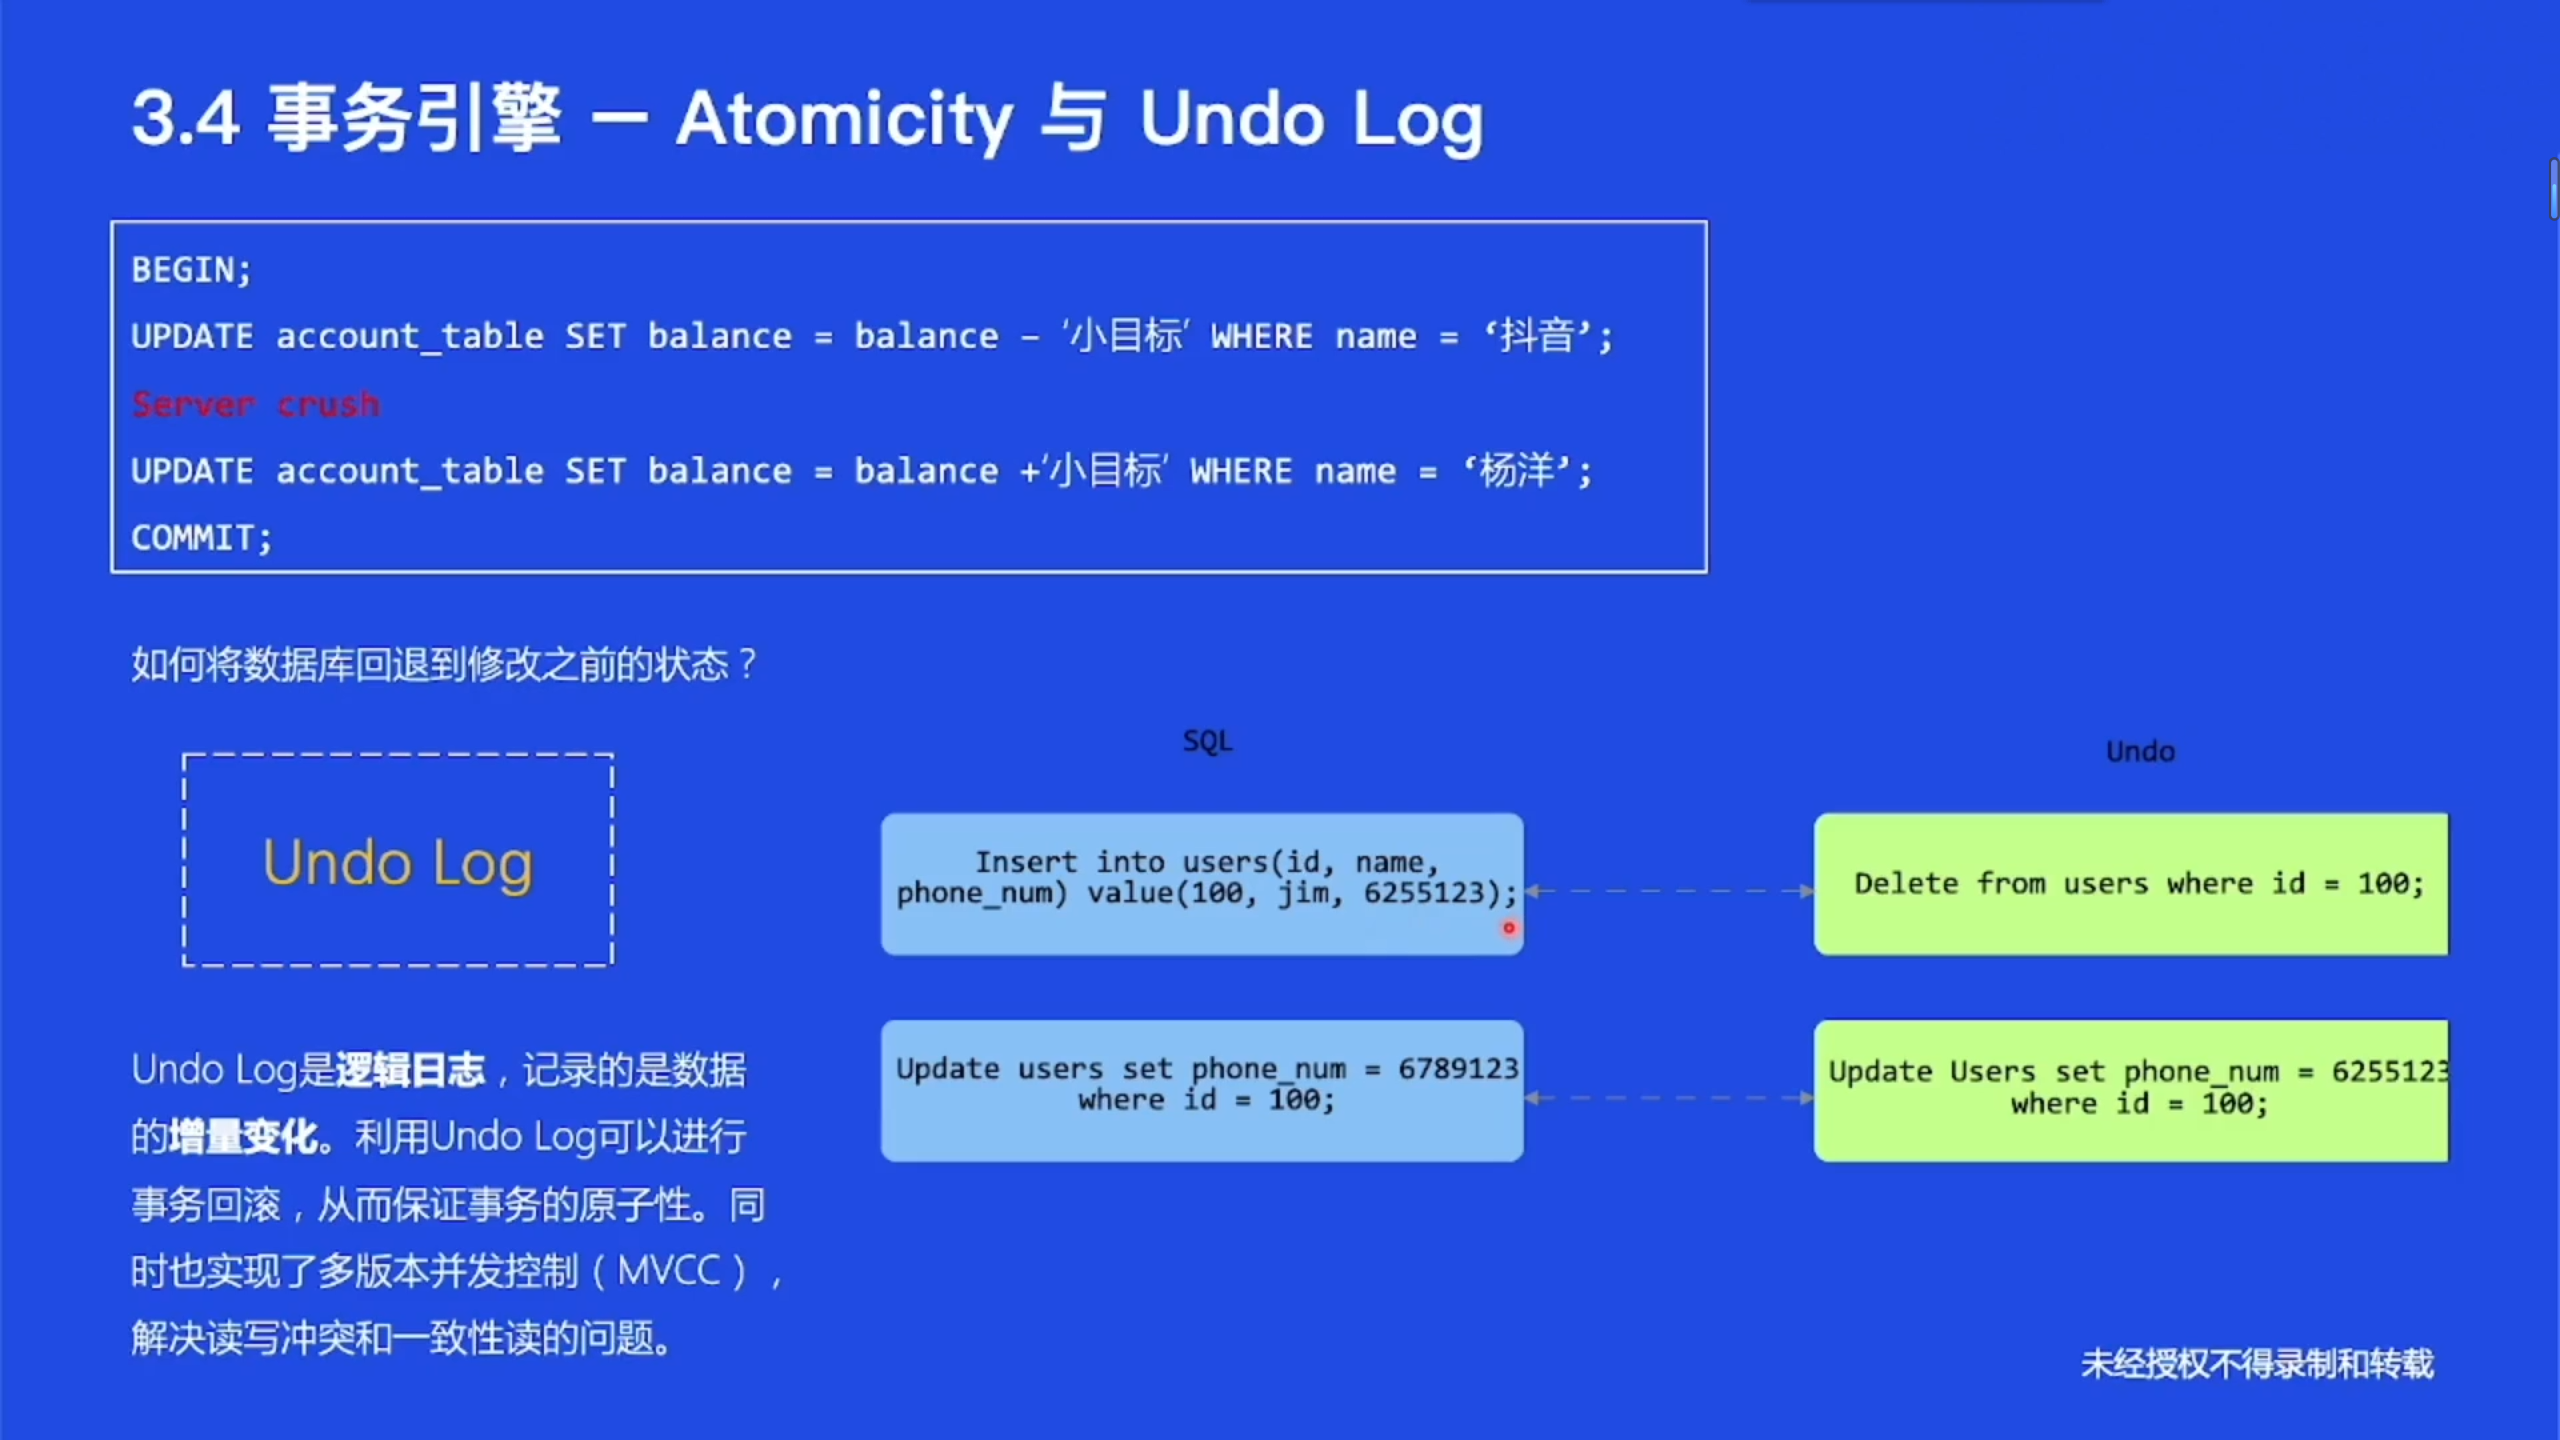 3.4 事务引擎 — Atomicity 与 Undo Log
BEGIN;
UPDATE account_table SET balance = balance – ‘小目标’ WHERE name = ‘抖音’;
Server crush
UPDATE account_table SET balance = balance +‘小目标’ WHERE name = ‘杨洋’;
COMMIT;
如何将数据库回退到修改之前的状态？
Undo Log
Undo Log是逻辑日志，记录的是数据
的增量变化。利用Undo Log可以进行
事务回滚，从而保证事务的原子性。同
时也实现了多版本并发控制（MVCC），
解决读写冲突和一致性读的问题。
SQL
Undo
Insert into users(id, name,
phone_num) value(100, jim, 6255123);
Delete from users where id = 100;
Update users set phone_num = 6789123
where id = 100;
Update Users set phone_num = 6255123
where id = 100;
未经授权不得录制和转载